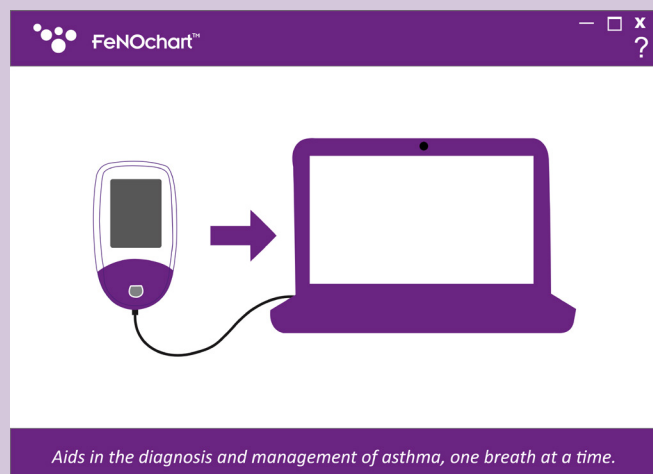 FeNOchart™
?
Aids in the diagnosis and management of asthma, one breath at a time.